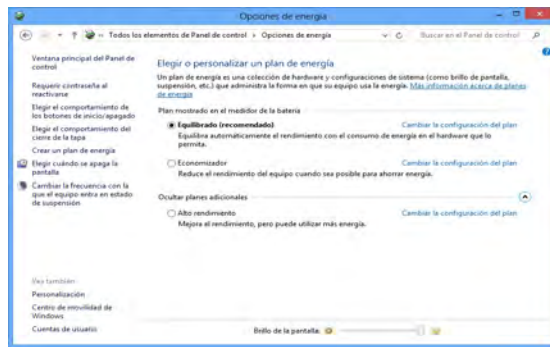 Opciones de energía
Todos los elementos de Panel de control
Opciones de energía
Buscar en el Panel de control
Ventana principal del Panel de
control
Requerir contraseña al
reactivarse
Elegir el comportamiento de
los botones de inicio/apagado
Elegir el comportamiento del
cierre de la tapa
Crear un plan de energía
Elegir cuándo se apaga la
pantalla
Cambiar la frecuencia con la
que el equipo entra en estado
de suspensión
Elegir o personalizar un plan de energía
Un plan de energía es una colección de hardware y configuraciones de sistema (como brillo de pantalla,
suspensión, etc.) que administra la forma en que su equipo usa la energía. Más información acerca de planes
de energía
Plan mostrado en el medidor de la batería
Equilibrado (recomendado) Cambiar la configuración del plan
Equilibra automáticamente el rendimiento con el consumo de energía en el hardware que lo
permita.
Economizador Cambiar la configuración del plan
Reduce el rendimiento del equipo cuando sea posible para ahorrar energía.
Ocultar planes adicionales
Alto rendimiento Cambiar la configuración del plan
Mejora el rendimiento, pero puede utilizar más energía.
Vea también
Personalización
Centro de movilidad de
Windows
Cuentas de usuario
Brillo de la pantalla: